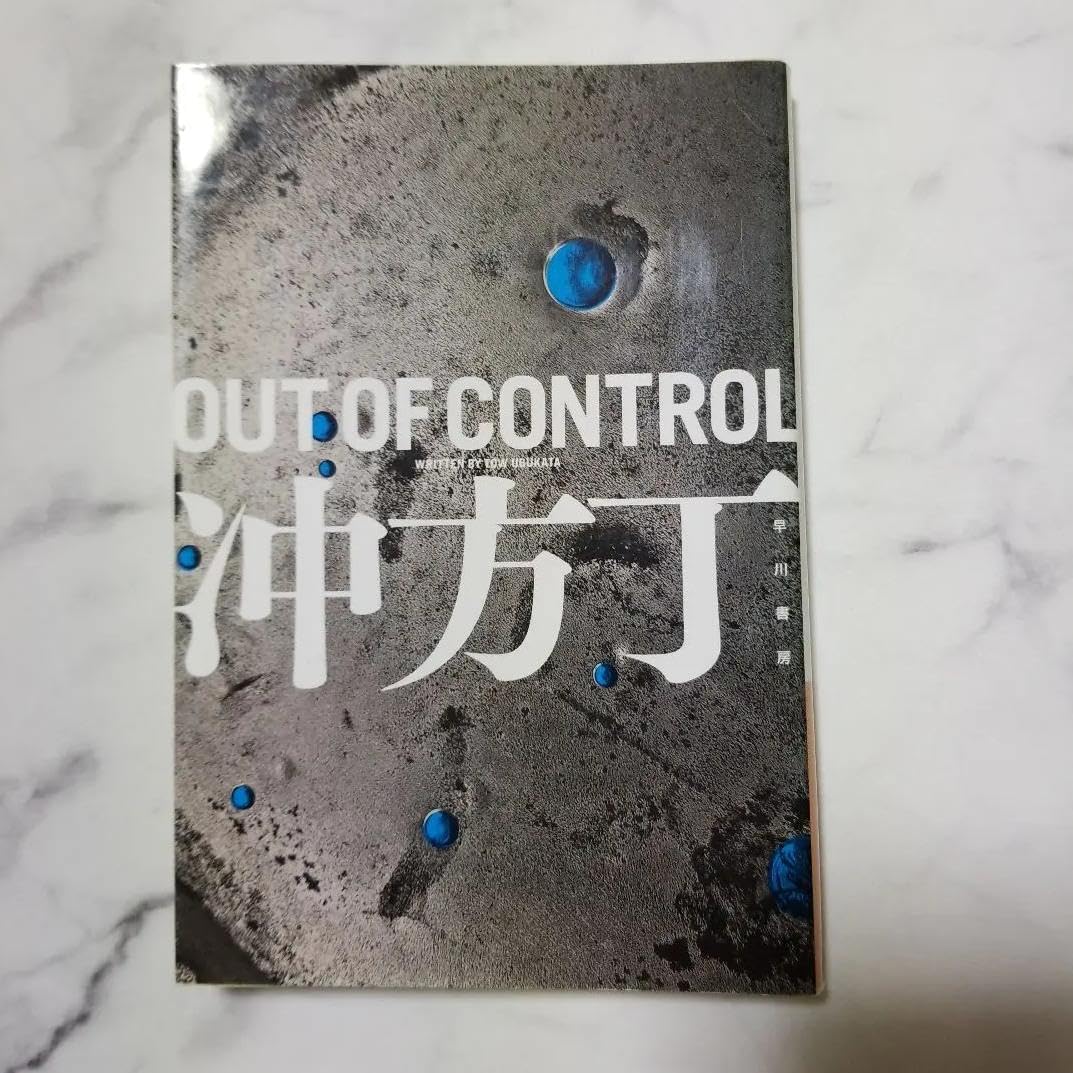 OUT OF CONTROL
WRITTEN BY TOW UBUKATA
冲方丁
早川書房